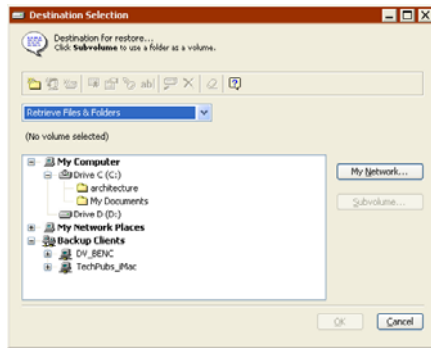 Destination Selection
Destination for restore...
Click Subvolume to use a folder as a volume.
ab|
Retrieve Files & Folders
(No volume selected)
My Computer
Drive C (C:)
architecture
My Documents
Drive D (D:)
My Network Places
Backup Clients
DV_BENC
TechPubs_iMac
My Network...
Subvolume...
OK
Cancel